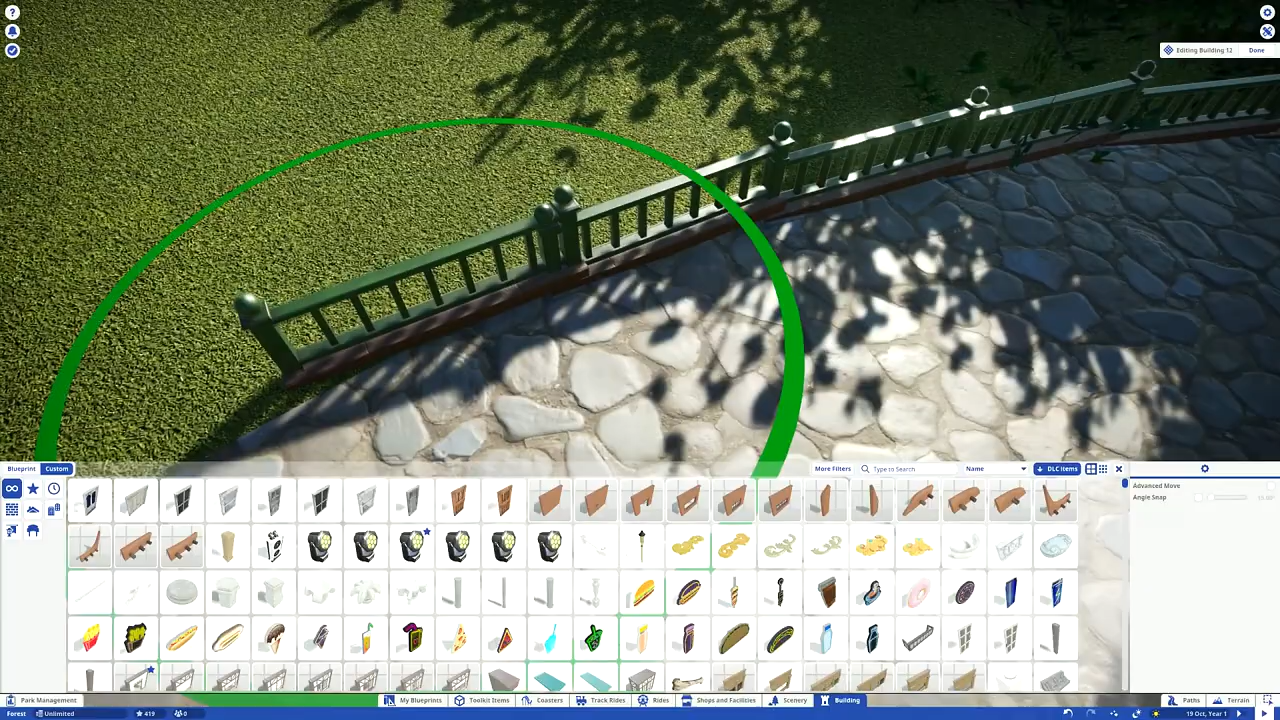 ?
Editing Building 12 Done
Blueprint Custom
More Filters Type to Search Name DLC Items
Advanced Move
Angle Snap
Park Management
My Blueprints Toolkit Items Coasters Track Rides Rides Shops and Facilities Scenery Building Paths Terrain
Forest Unlimited 419 0 19 Oct, Year 1